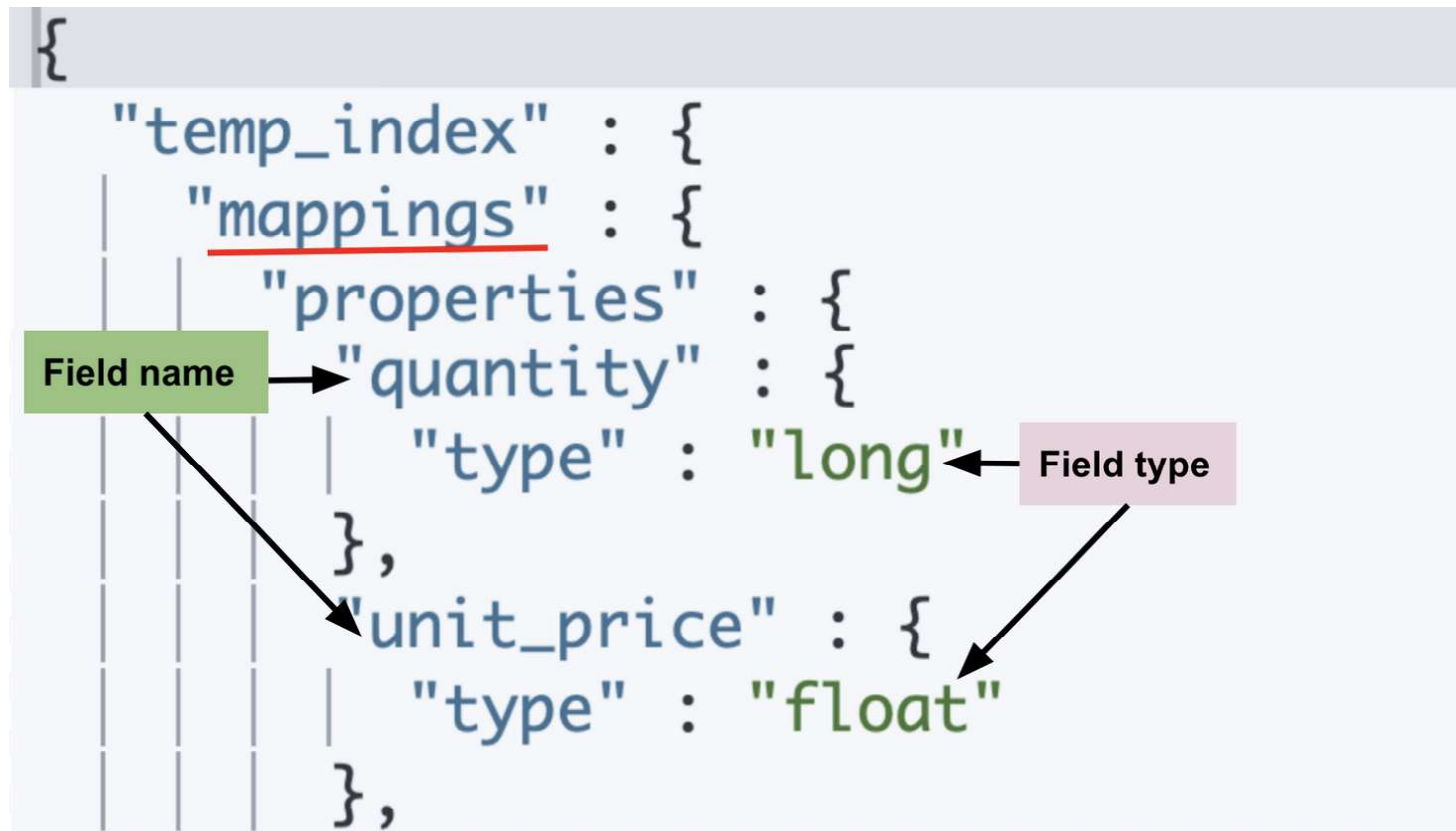 {
"temp_index" : {
"mappings" : {
"properties" : {
Field name
"quantity" : {
"type" : "long"
Field type
},
"unit_price" : {
"type" : "float"
},